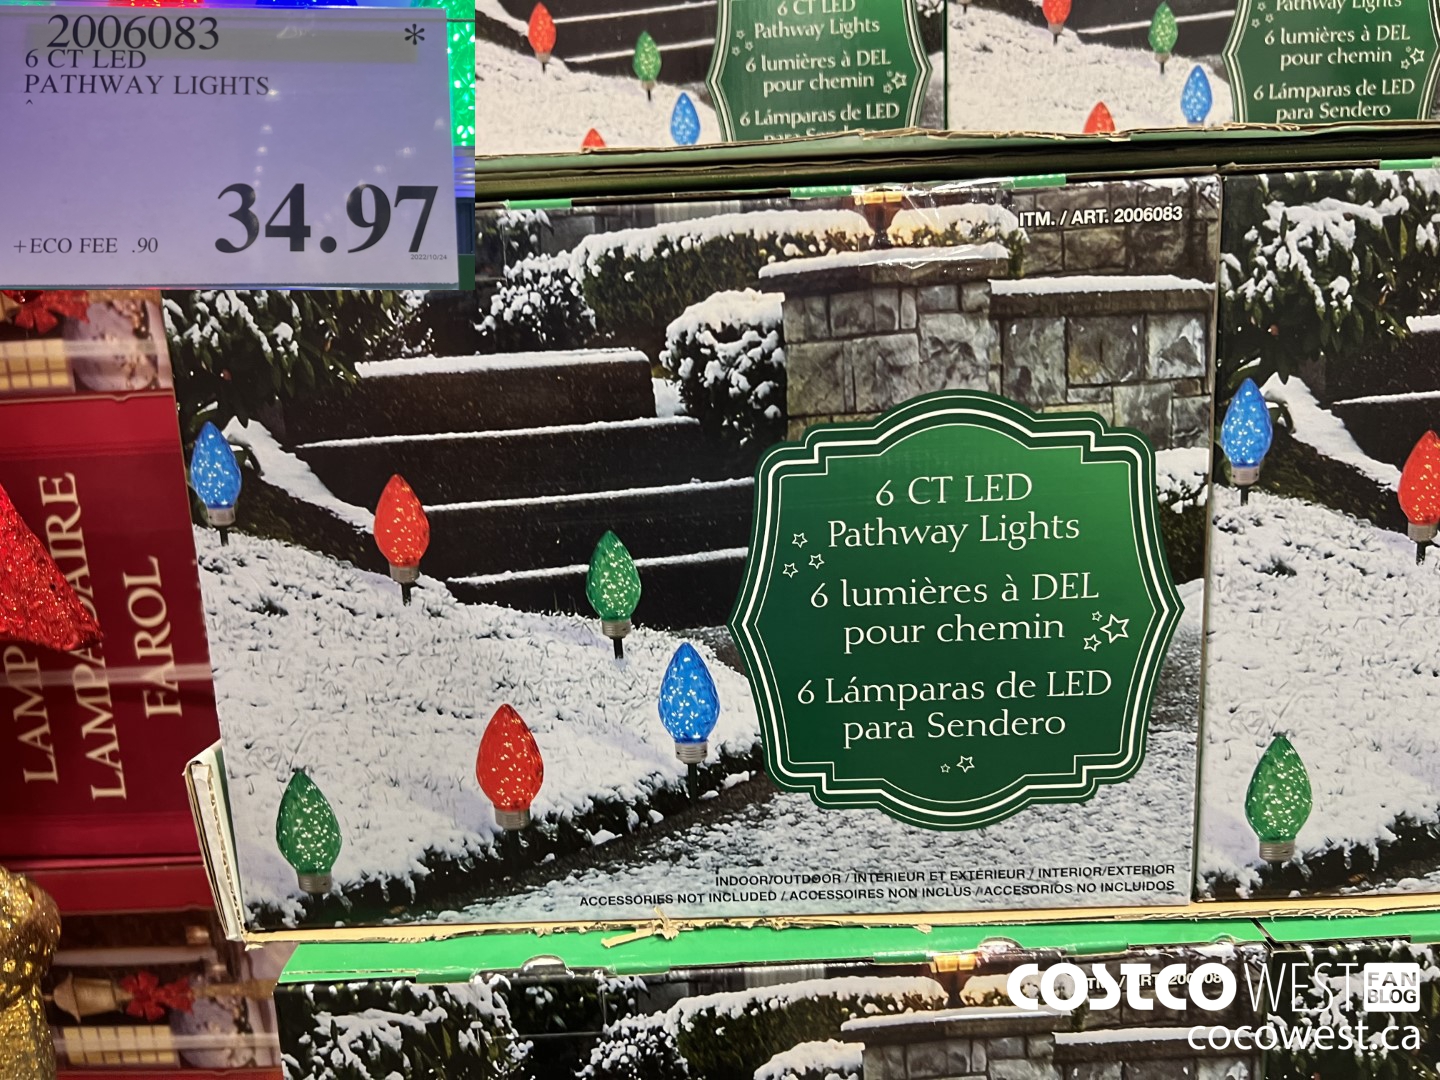 2006083 *
6 CT LED
PATHWAY LIGHTS
^
34.97
+ECO FEE .90
2022/10/24
6 CT LED
Pathway Lights
6 lumières à DEL
pour chemin
6 Lámparas de LED
para Sendero
Pathway Lights
6 lumières à DEL
pour chemin
6 Lámparas de LED
para Sendero
ITM. / ART. 2006083
6 CT LED
Pathway Lights
6 lumières à DEL
pour chemin
6 Lámparas de LED
para Sendero
INDOOR/OUTDOOR / INTERIEUR ET EXTÉRIEUR / INTERIOR/EXTERIOR
ACCESSORIES NOT INCLUDED / ACCESSOIRES NON INCLUS / ACCESORIOS NO INCLUIDOS
LAMP
LAMPADAIRE
FAROL
COSTCO WEST FAN BLOG
cocowest.ca